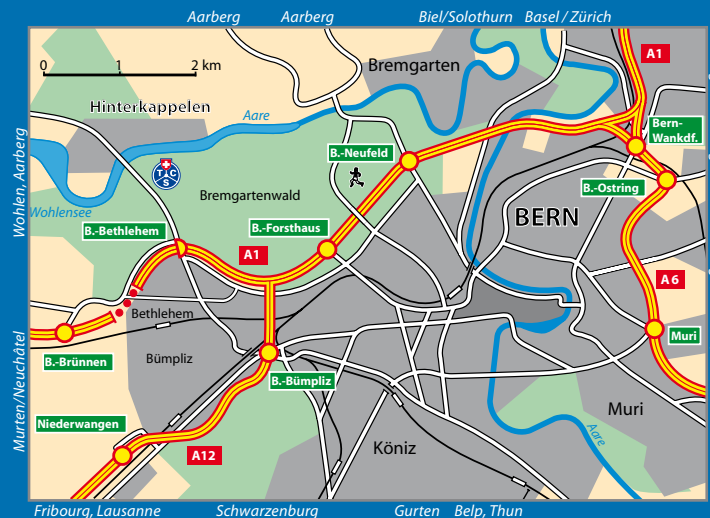 Aarberg
Aarberg
Biel/Solothurn
Basel / Zürich
0 1 2 km
Bremgarten
A1
Hinterkappelen
Aare
Bern-
Wankdf.
B.-Neufeld
TCS
Bremgartenwald
B.-Ostring
Wohlen, Aarberg
Wohlensee
BERN
B.-Bethlehem
B.-Forsthaus
A1
A6
Bethlehem
Muri
B.-Brünnen
Bümpliz
B.-Bümpliz
Murten/Neuchâtel
Niederwangen
Muri
Aare
Köniz
A12
Fribourg, Lausanne
Schwarzenburg
Gurten
Belp, Thun